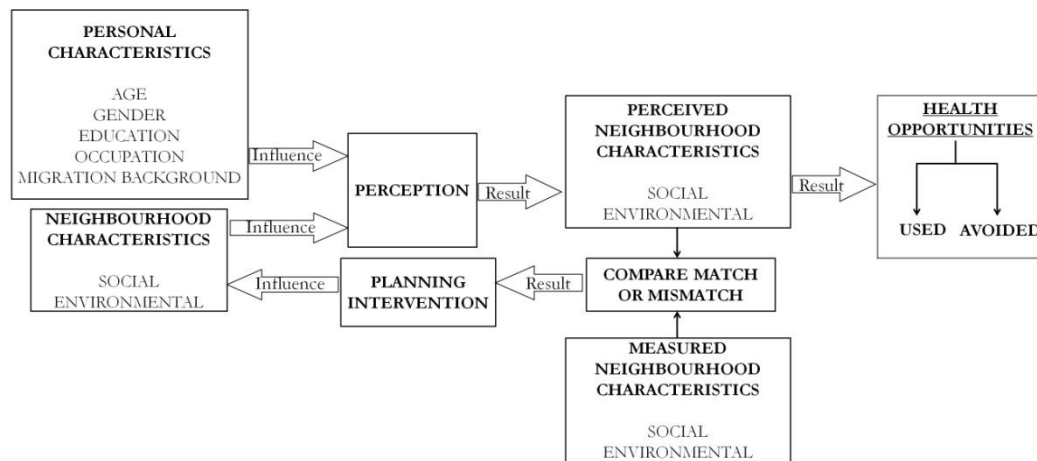 PERSONAL
CHARACTERISTICS
AGE
GENDER
EDUCATION
OCCUPATION
MIGRATION BACKGROUND
Influence
NEIGHBOURHOOD
CHARACTERISTICS
SOCIAL
ENVIRONMENTAL
Influence
PERCEPTION
Result
PERCEIVED
NEIGHBOURHOOD
CHARACTERISTICS
SOCIAL
ENVIRONMENTAL
Result
HEALTH
OPPORTUNITIES
USED
AVOIDED
Influence
PLANNING
INTERVENTION
Result
COMPARE MATCH
OR MISMATCH
MEASURED
NEIGHBOURHOOD
CHARACTERISTICS
SOCIAL
ENVIRONMENTAL